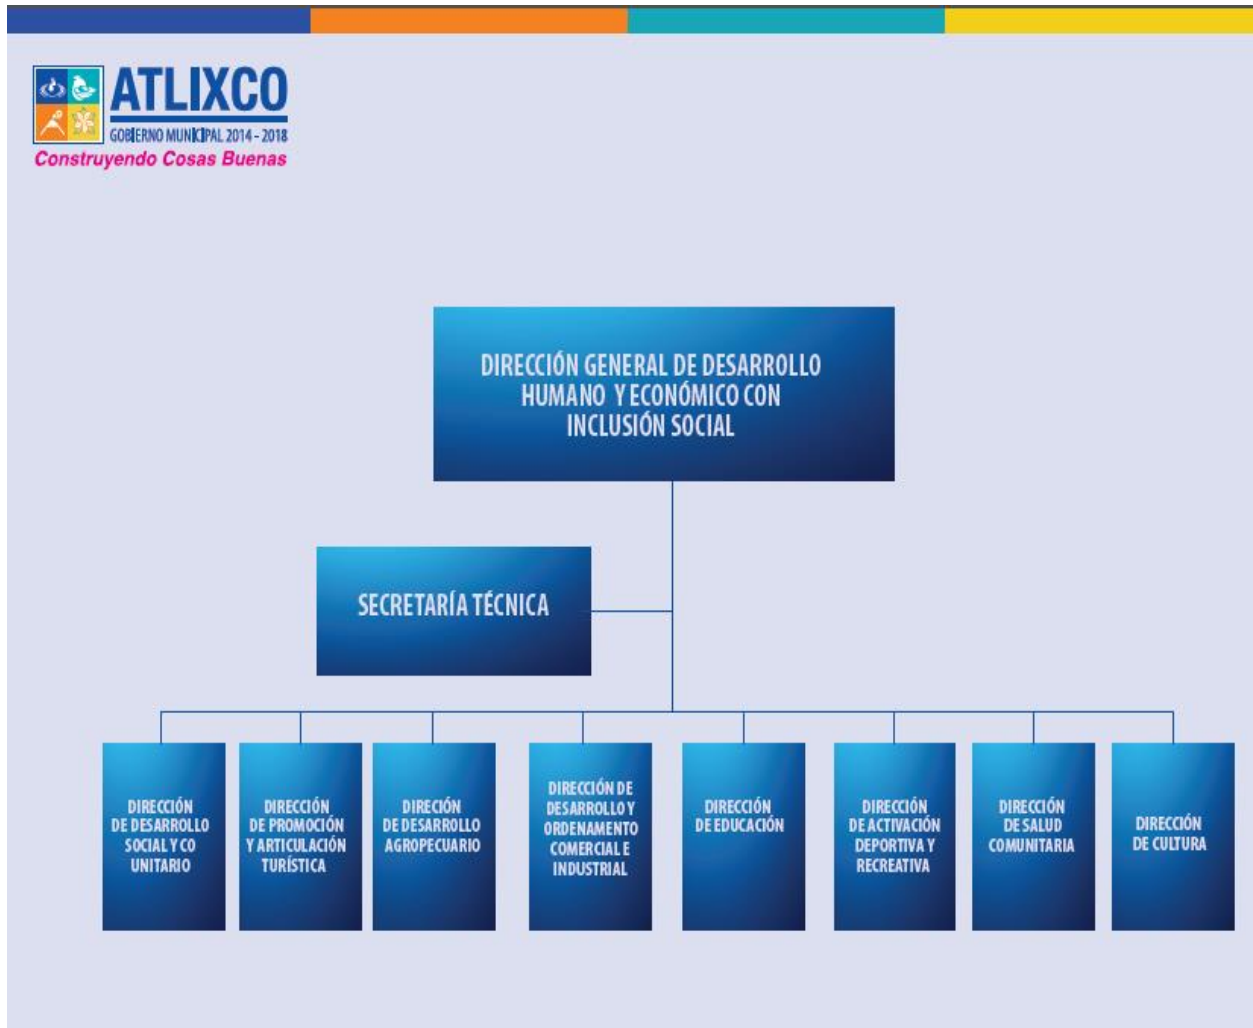 ATLIXCO
GOBIERNO MUNICIPAL 2014 - 2018
Construyendo Cosas Buenas
DIRECCIÓN GENERAL DE DESARROLLO
HUMANO Y ECONÓMICO CON
INCLUSIÓN SOCIAL
SECRETARÍA TÉCNICA
DIRECCIÓN
DE DESARROLLO
SOCIAL Y CO
UNITARIO
DIRECCIÓN
DE PROMOCIÓN
Y ARTICULACIÓN
TURÍSTICA
DIRECIÓN
DE DESARROLLO
AGROPECUARIO
DIRECCIÓN DE
DESARROLLO Y
ORDENAMENTO
COMERCIAL E
INDUSTRIAL
DIRECCIÓN
DE EDUCACIÓN
DIRECCIÓN
DE ACTIVACIÓN
DEPORTIVA Y
RECREATIVA
DIRECCIÓN
DE SALUD
COMUNITARIA
DIRECCIÓN
DE CULTURA